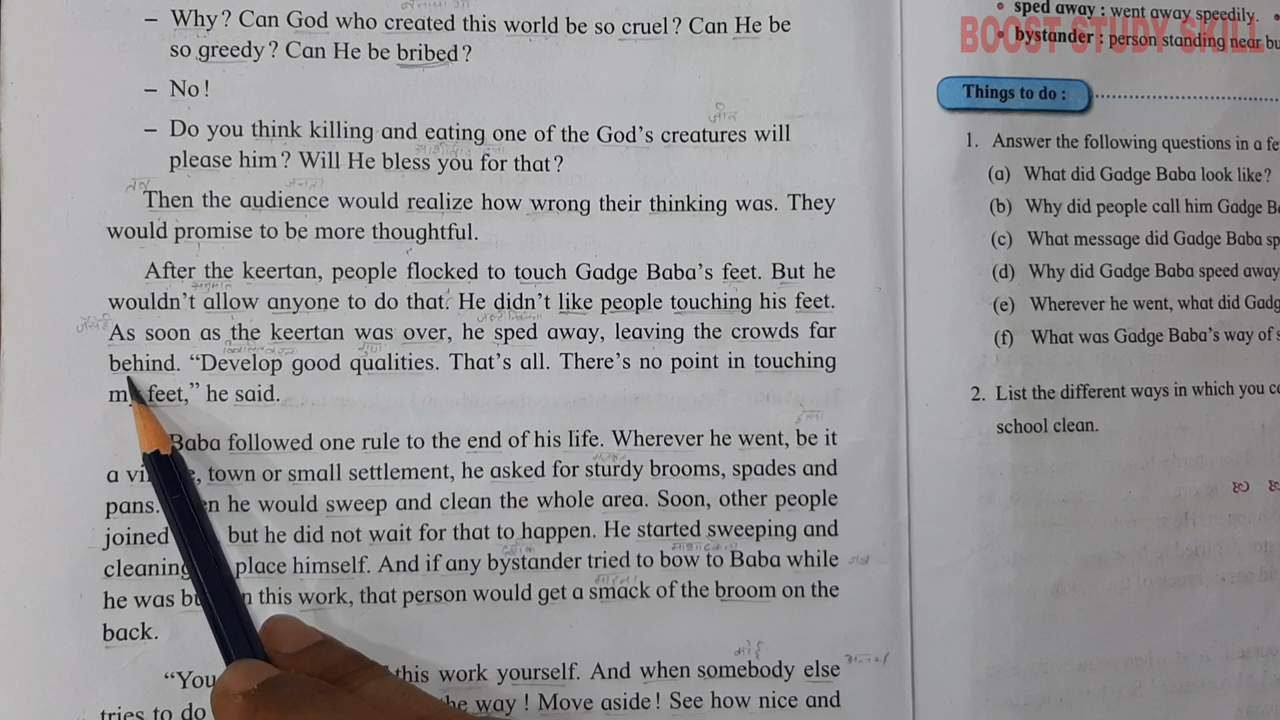 – Why? Can God who created this world be so cruel? Can He be
so greedy? Can He be bribed?
– No!
– Do you think killing and eating one of the God's creatures will
please him? Will He bless you for that?
Then the audience would realize how wrong their thinking was. They
would promise to be more thoughtful.
After the keertan, people flocked to touch Gadge Baba's feet. But he
wouldn't allow anyone to do that. He didn't like people touching his feet.
As soon as the keertan was over, he sped away, leaving the crowds far
behind. "Develop good qualities. That's all. There's no point in touching
feet," he said.
Baba followed one rule to the end of his life. Wherever he went, be it
a town or small settlement, he asked for sturdy brooms, spades and
pans. he would sweep and clean the whole area. Soon, other people
joined but he did not wait for that to happen. He started sweeping and
cleaning place himself. And if any bystander tried to bow to Baba while
he was this work, that person would get a smack of the broom on the
back.
"You this work yourself. And when somebody else
tries to do the way! Move aside! See how nice and
• sped away : went away speedily.
• bystander : person standing near
BOOST STUDY SKILL
Things to do :
1. Answer the following questions in a
(a) What did Gadge Baba look like?
(b) Why did people call him Gadge
(c) What message did Gadge Baba
(d) Why did Gadge Baba speed away
(e) Wherever he went, what did
(f) What was Gadge Baba's way of
2. List the different ways in which you
school clean.